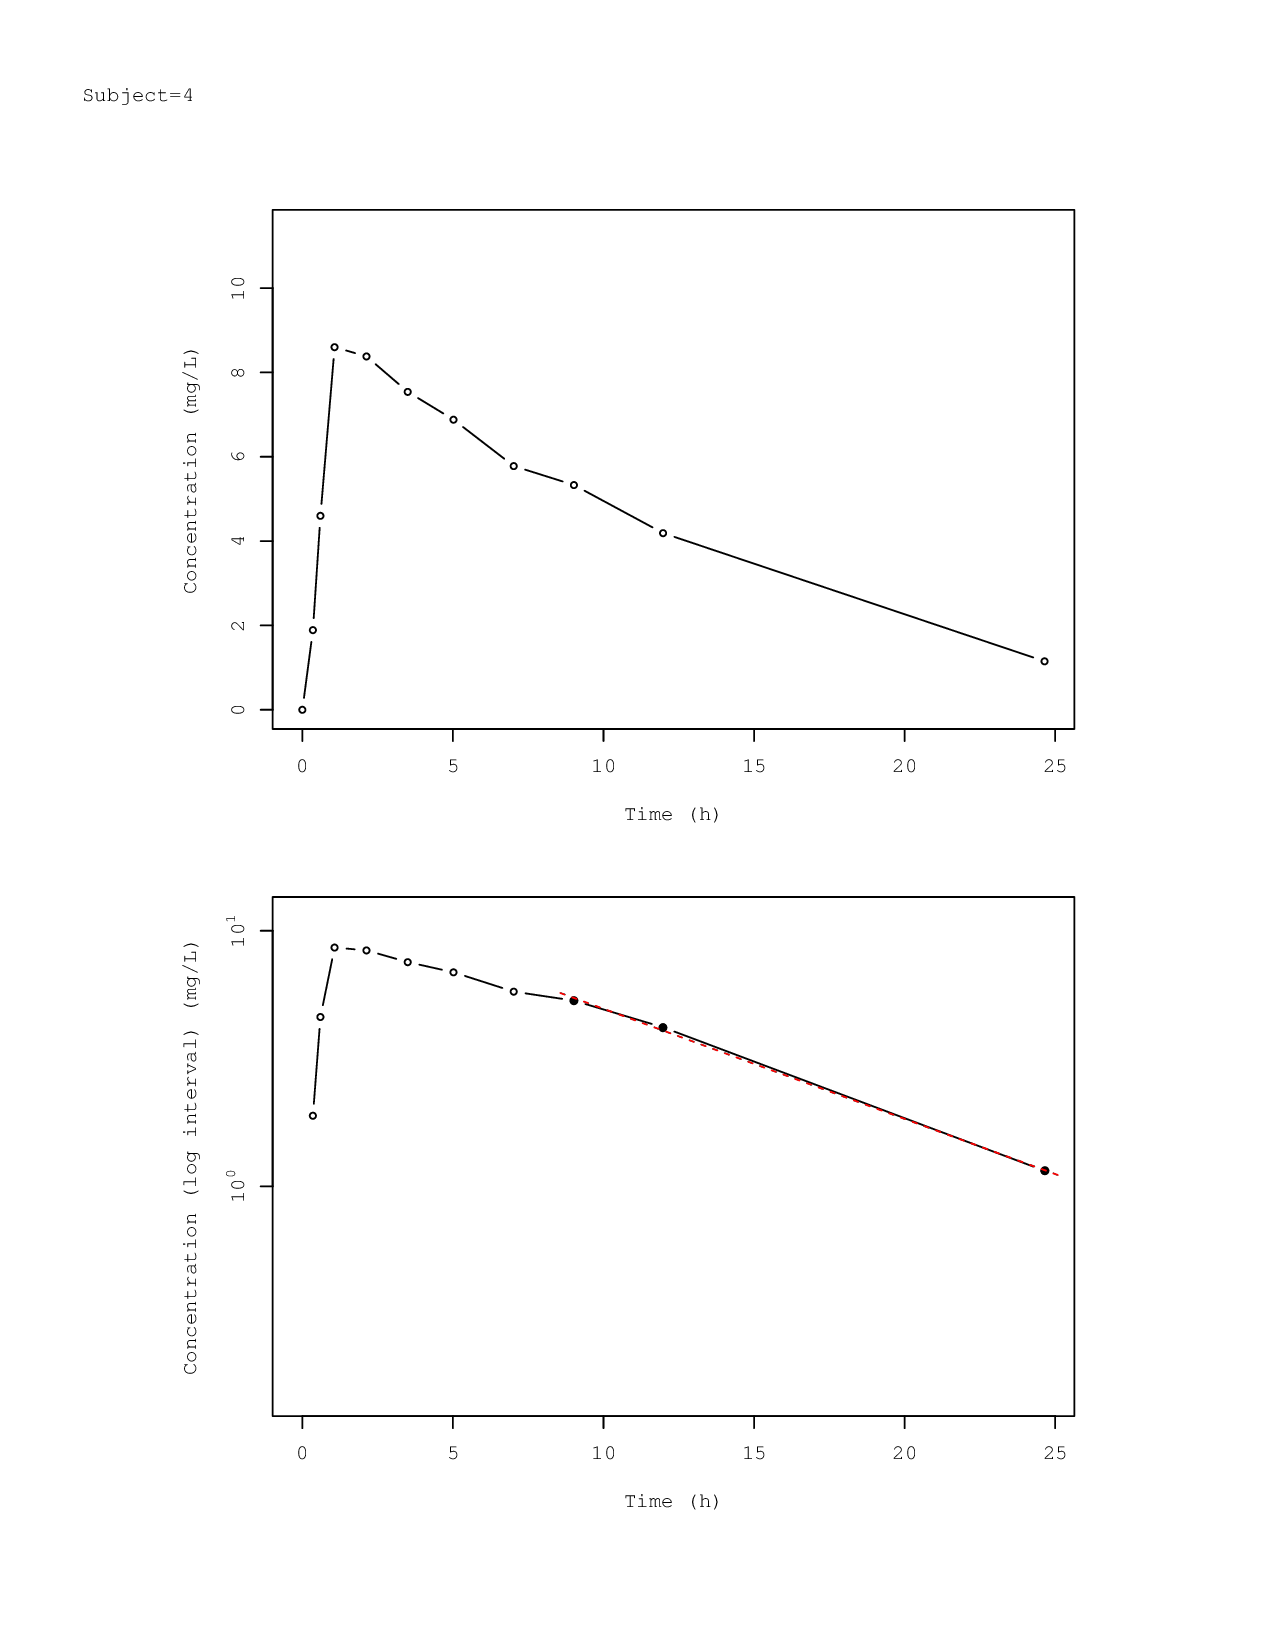 Subject=4
Concentration (mg/L)
10
8
6
4
2
0
0 5 10 15 20 25
Time (h)
Concentration (log interval) (mg/L)
10¹
10⁰
0 5 10 15 20 25
Time (h)